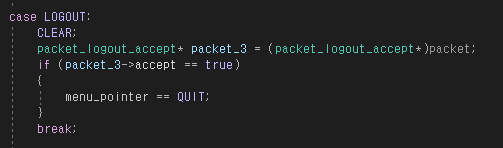 case LOGOUT:
CLEAR;
packet_logout_accept* packet_3 = (packet_logout_accept*)packet;
if (packet_3->accept == true)
{
menu_pointer == QUIT;
}
break;